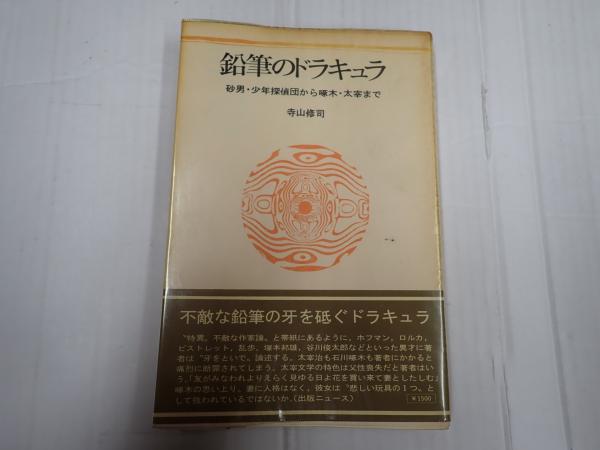 鉛筆のドラキュラ
砂男・少年探偵団から啄木・太宰まで
寺山修司
不敵な鉛筆の牙を砥ぐドラキュラ
〝特異、不敵な作家論〟と帯紙にあるように、ホフマン、ロルカ、
ピストレット、乱歩、塚本邦雄、谷川俊太郎などといった異才に著
者は〝牙をといで〟論述する。太宰治も石川啄木も著者にかかると
痛烈に断罪されてしまう。太宰文学の特色は父性喪失だと著者はい
う。「友がみなわれよりえらく見ゆる日よ花を買い来て妻としたしむ」
啄木の思い上り、妻に人格はなく、彼女は〝悲しい玩具の1つ〟と
して扱われているではないか。(出版ニュース)
¥1500